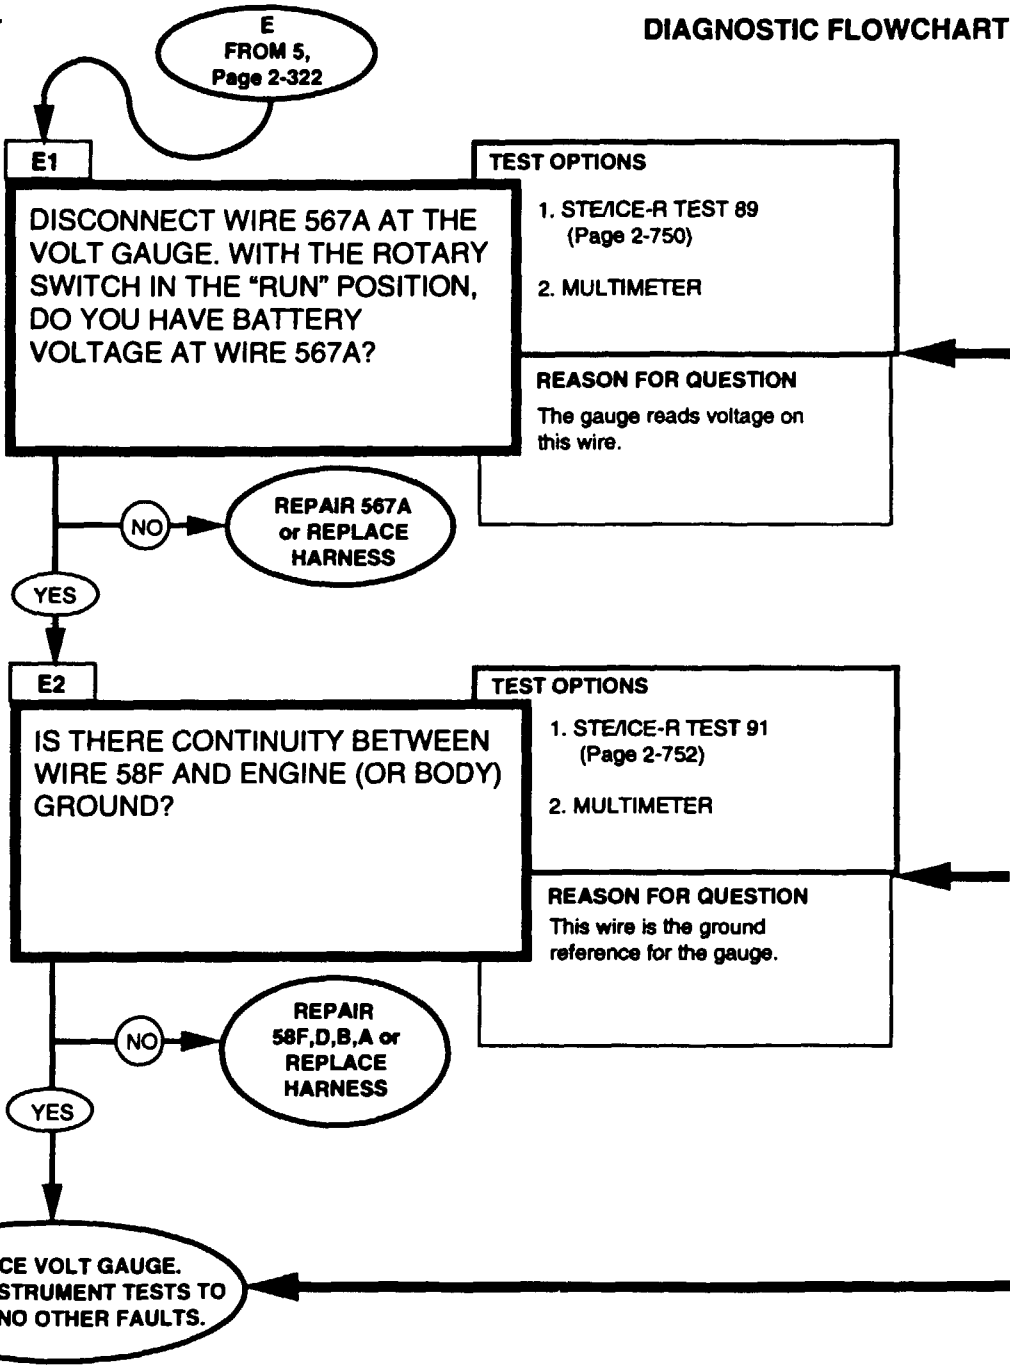 DIAGNOSTIC FLOWCHART
E
FROM 5,
Page 2-322
E1
DISCONNECT WIRE 567A AT THE
VOLT GAUGE. WITH THE ROTARY
SWITCH IN THE "RUN" POSITION,
DO YOU HAVE BATTERY
VOLTAGE AT WIRE 567A?
TEST OPTIONS
1. STE/ICE-R TEST 89
(Page 2-750)
2. MULTIMETER
REASON FOR QUESTION
The gauge reads voltage on
this wire.
NO
REPAIR 567A
or REPLACE
HARNESS
YES
E2
IS THERE CONTINUITY BETWEEN
WIRE 58F AND ENGINE (OR BODY)
GROUND?
TEST OPTIONS
1. STE/ICE-R TEST 91
(Page 2-752)
2. MULTIMETER
REASON FOR QUESTION
This wire is the ground
reference for the gauge.
NO
REPAIR
58F,D,B,A or
REPLACE
HARNESS
YES
CE VOLT GAUGE.
STRUMENT TESTS TO
NO OTHER FAULTS.